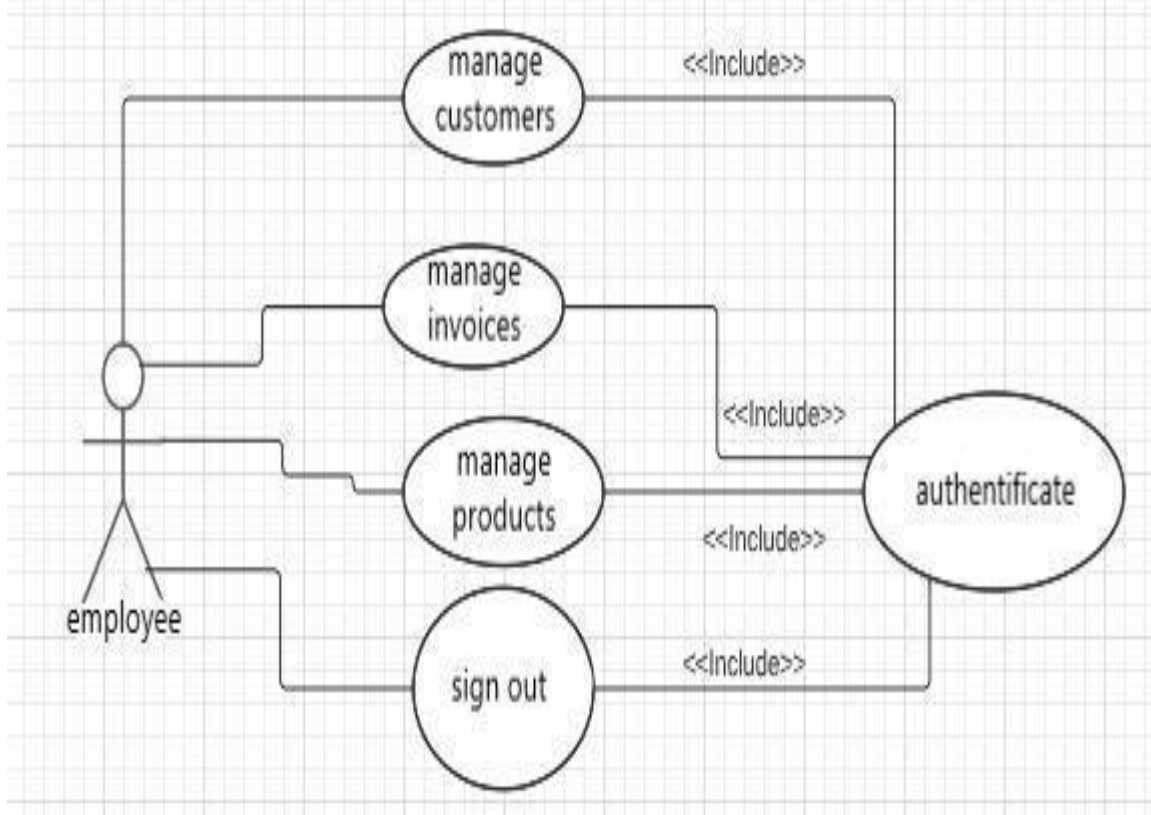 manage
customers
<<Include>>
manage
invoices
<<Include>>
manage
products
authentificate
<<Include>>
employee
sign out
<<Include>>